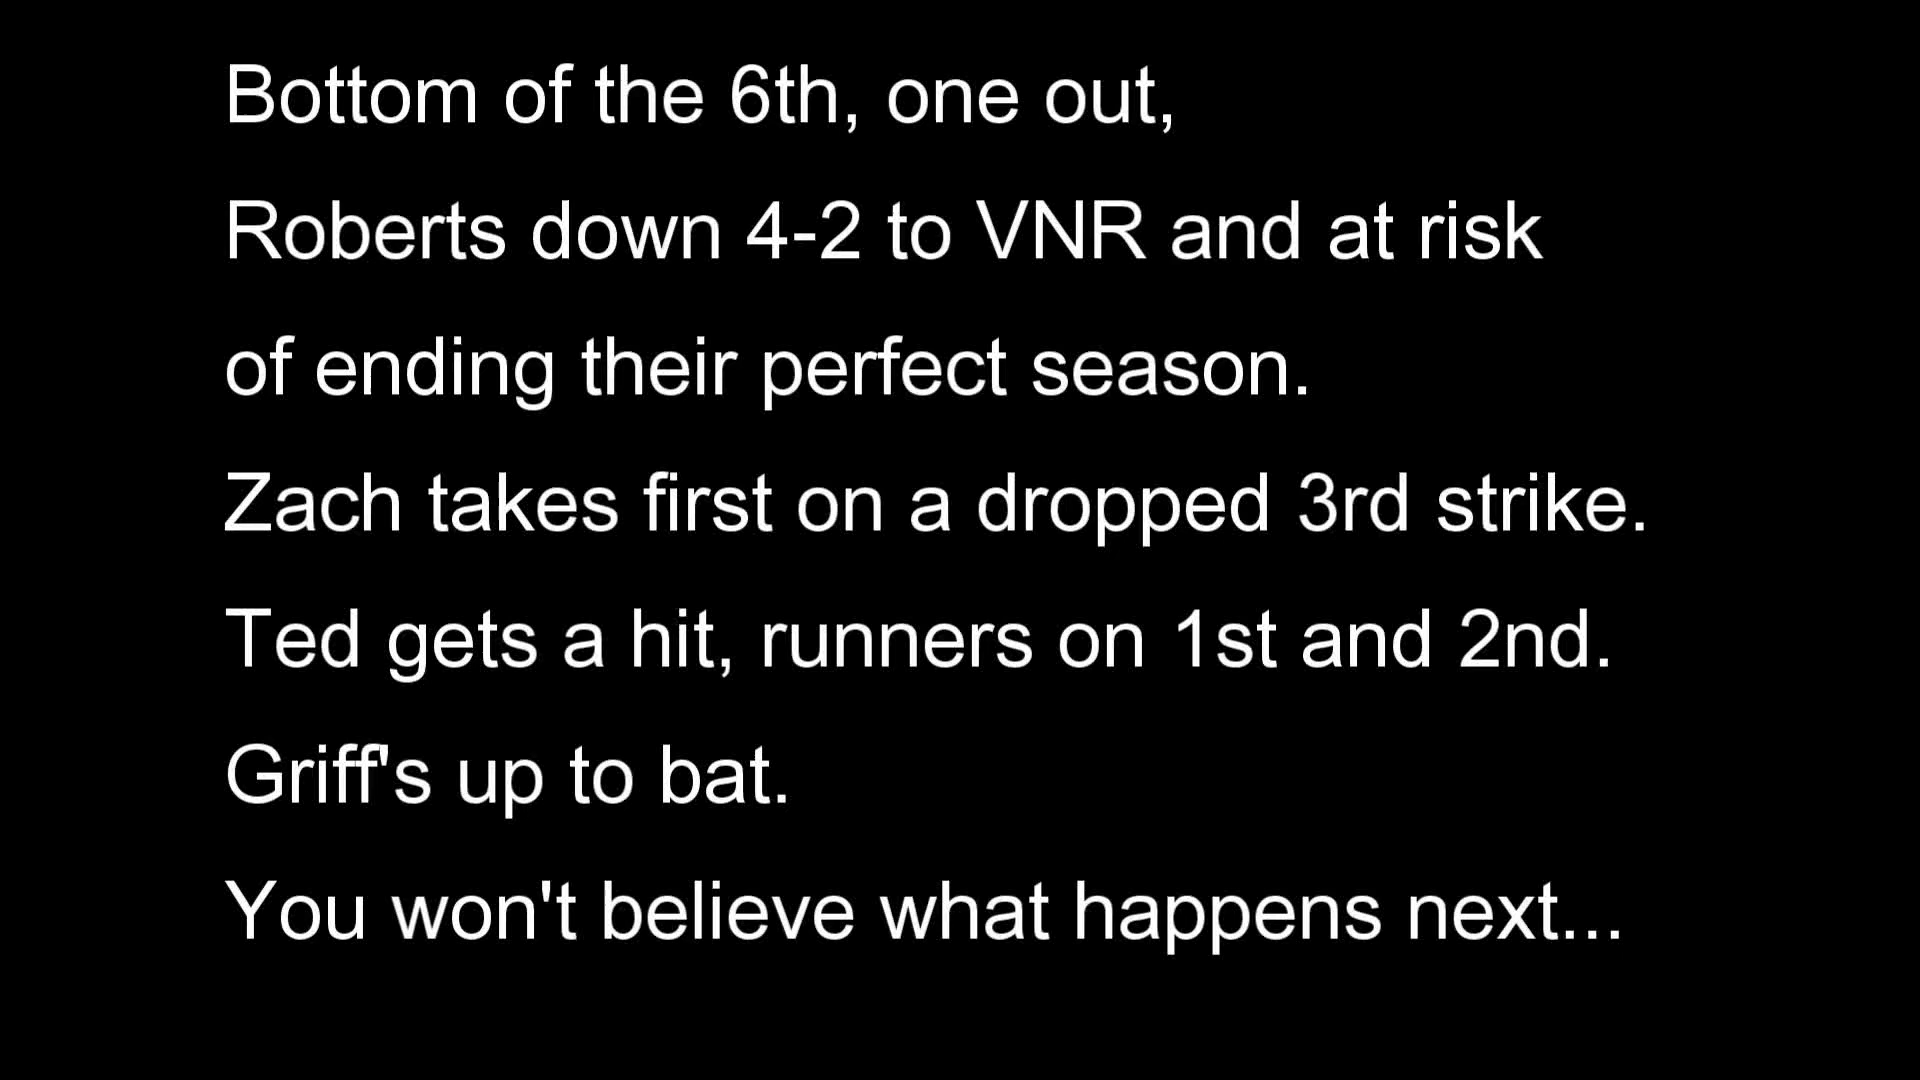 Bottom of the 6th, one out,
Roberts down 4-2 to VNR and at risk
of ending their perfect season.
Zach takes first on a dropped 3rd strike.
Ted gets a hit, runners on 1st and 2nd.
Griff's up to bat.
You won't believe what happens next...